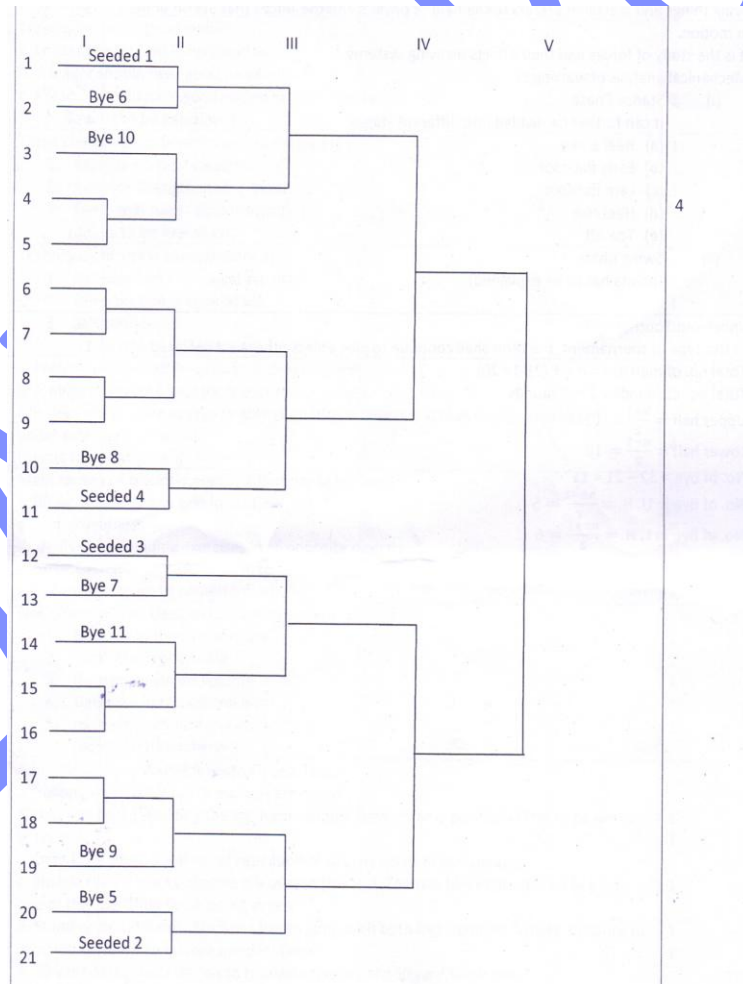 I II III IV V
1 Seeded 1
2 Bye 6
3 Bye 10
4
5
4
6
7
8
9
10 Bye 8
11 Seeded 4
12 Seeded 3
13 Bye 7
14 Bye 11
15
16
17
18
19 Bye 9
20 Bye 5
21 Seeded 2